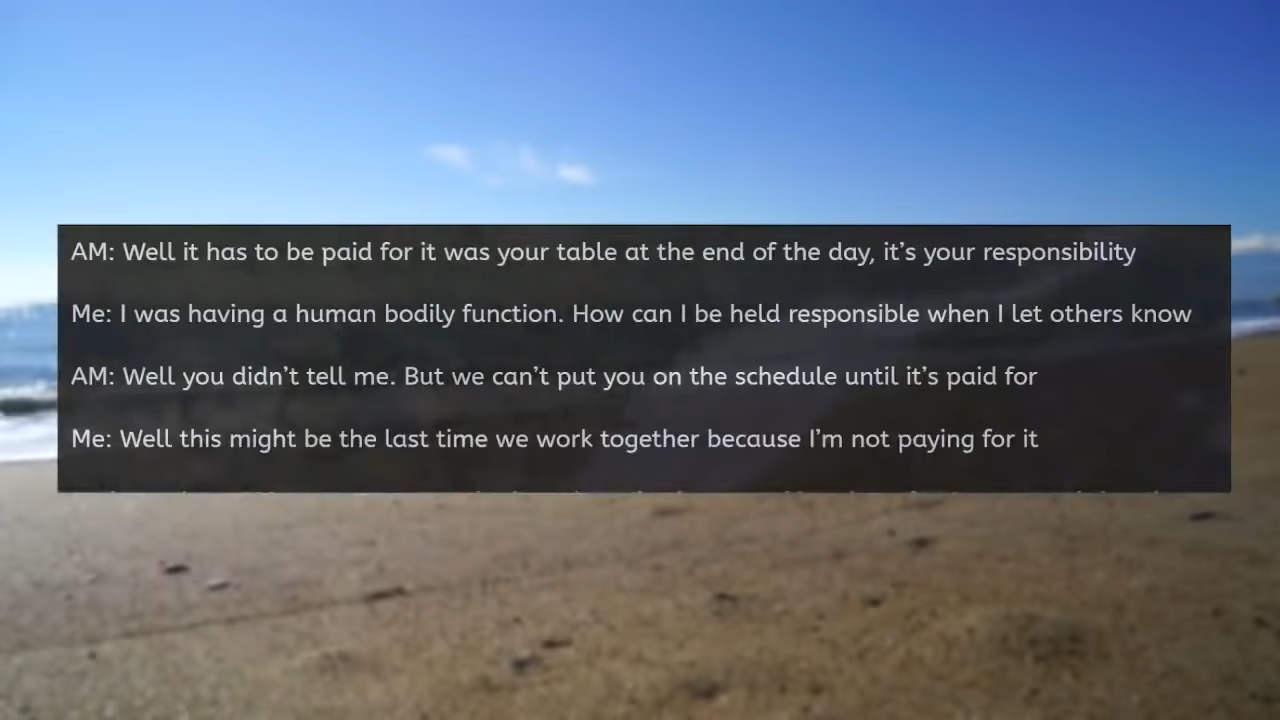 AM: Well it has to be paid for it was your table at the end of the day, it’s your responsibility
Me: I was having a human bodily function. How can I be held responsible when I let others know
AM: Well you didn’t tell me. But we can’t put you on the schedule until it’s paid for
Me: Well this might be the last time we work together because I’m not paying for it